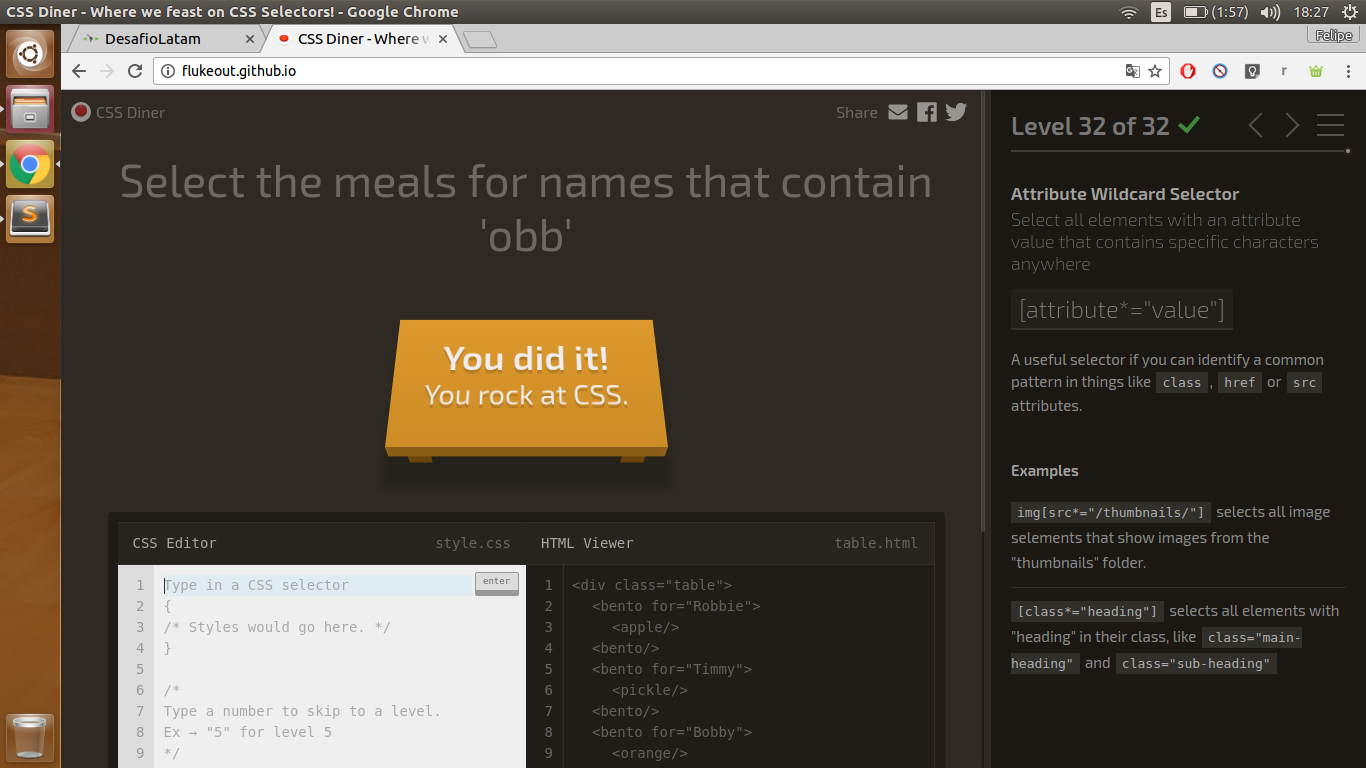 CSS Diner - Where we feast on CSS Selectors! - Google Chrome
Es
(1:57)
18:27
DesafioLatam
CSS Diner - Where w
Felipe
flukeout.github.io
r
CSS Diner
Share
Select the meals for names that contain
'obb'
You did it!
You rock at CSS.
CSS Editor
style.css
HTML Viewer
table.html
1 Type in a CSS selector
enter
2 {
3 /* Styles would go here. */
4 }
5
6 /*
7 Type a number to skip to a level.
8 Ex → "5" for level 5
9 */
1 <div class="table">
2 <bento for="Robbie">
3 <apple/>
4 <bento/>
5 <bento for="Timmy">
6 <pickle/>
7 <bento/>
8 <bento for="Bobby">
9 <orange/>
Level 32 of 32
Attribute Wildcard Selector
Select all elements with an attribute
value that contains specific characters
anywhere
[attribute*="value"]
A useful selector if you can identify a common
pattern in things like class , href or src
attributes.
Examples
img[src*="/thumbnails/"] selects all image
selements that show images from the
"thumbnails" folder.
[class*="heading"] selects all elements with
"heading" in their class, like class="main-
heading" and class="sub-heading"